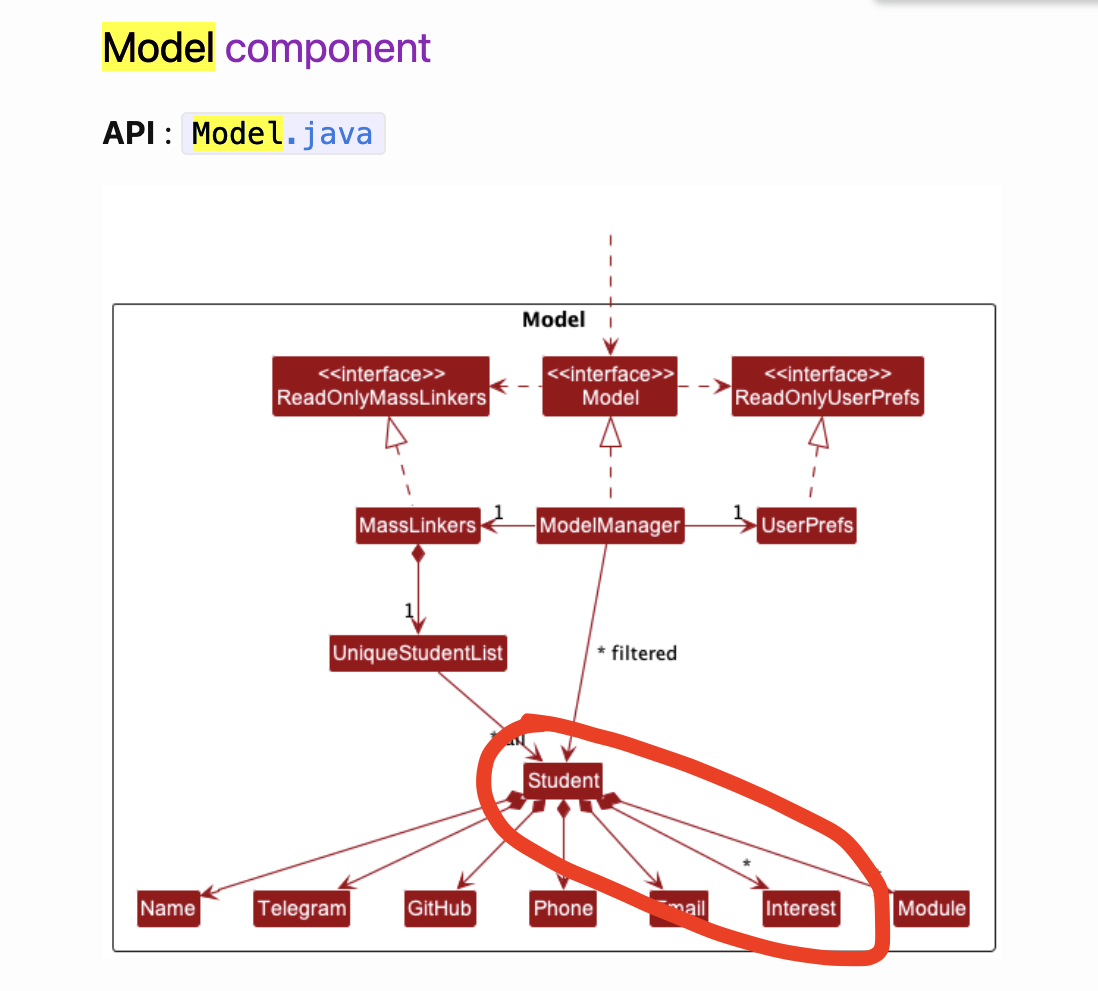 Model component
API : Model.java
Model
<<interface>>
ReadOnlyMassLinkers
<<interface>>
Model
<<interface>>
ReadOnlyUserPrefs
MassLinkers
1
ModelManager
1
UserPrefs
1
UniqueStudentList
* filtered
*
Student
*
Name
Telegram
GitHub
Phone
Email
Interest
Module